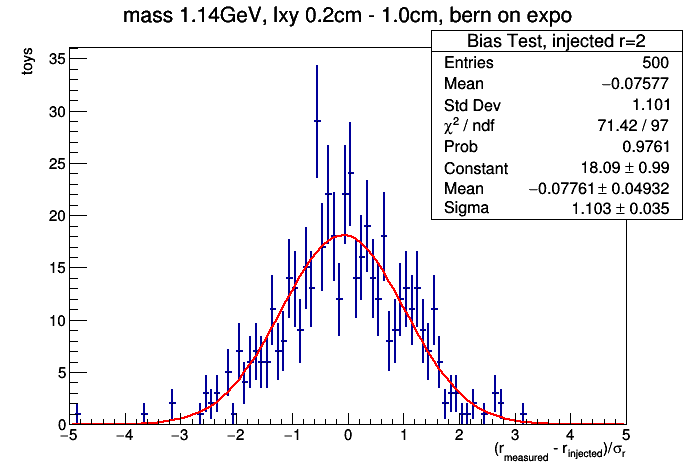 mass 1.14GeV, lxy 0.2cm - 1.0cm, bern on expo
Bias Test, injected r=2
Entries 500
Mean −0.07577
Std Dev 1.101
χ² / ndf 71.42 / 97
Prob 0.9761
Constant 18.09 ± 0.99
Mean −0.07761 ± 0.04932
Sigma 1.103 ± 0.035
toys
35
30
25
20
15
10
5
0
−5 −4 −3 −2 −1 0 1 2 3 4 5
(r_measured - r_injected)/σ_r